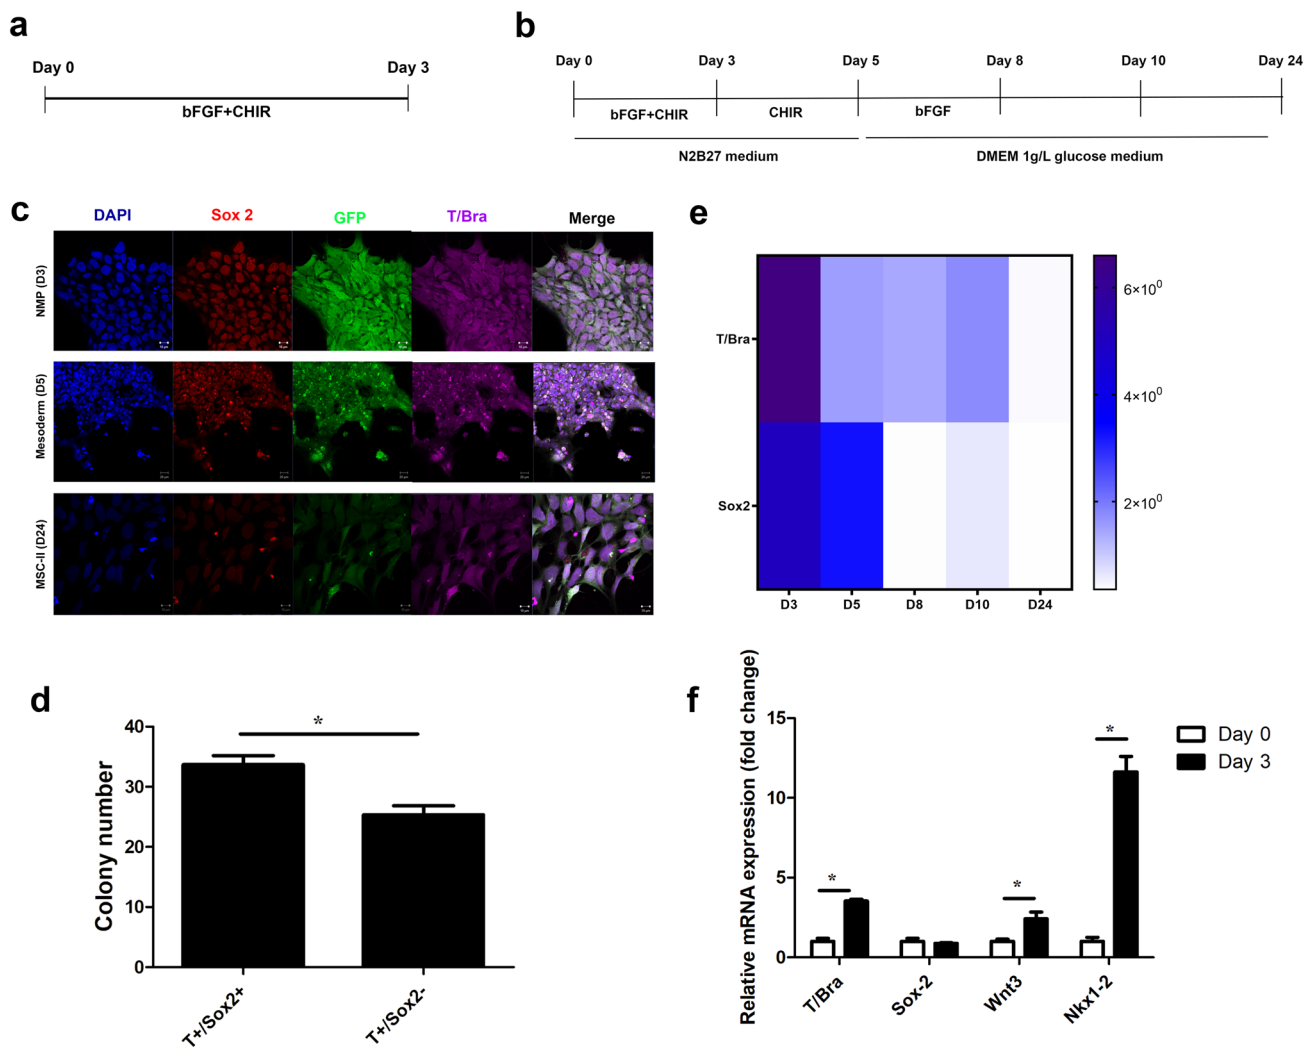 a
Day 0 Day 3
bFGF+CHIR
b
Day 0 Day 3 Day 5 Day 8 Day 10 Day 24
bFGF+CHIR CHIR bFGF
N2B27 medium DMEM 1g/L glucose medium
c
DAPI Sox 2 GFP T/Bra Merge
NMP (D3)
Mesoderm (D5)
MSC-II (D24)
e
T/Bra
Sox2
D3 D5 D8 D10 D24
6×10⁰
4×10⁰
2×10⁰
d
*
Colony number
40
30
20
10
0
T+/Sox2+ T+/Sox2-
f
Relative mRNA expression (fold change)
15
10
5
0
* * *
T/Bra Sox-2 Wnt3 Nkx1-2
Day 0
Day 3